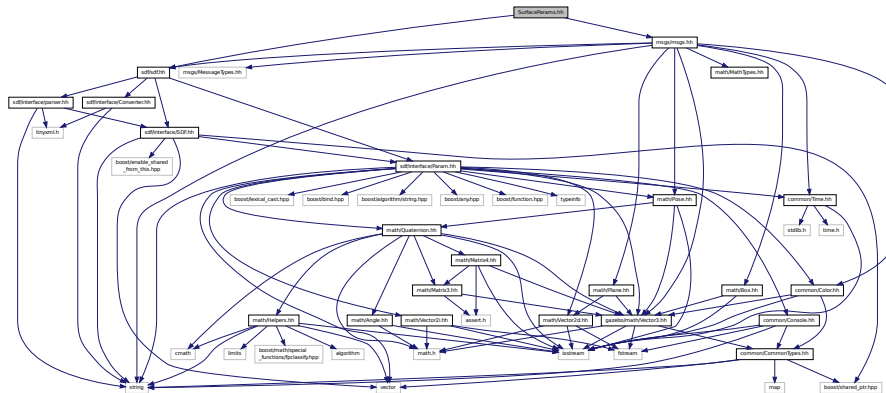 SurfaceParams.hh
msgs/msgs.hh
sdf/sdf.hh
msgs/MessageTypes.hh
math/MathTypes.hh
sdf/interface/parser.hh
sdf/interface/Converter.hh
tinyxml.h
sdf/interface/SDF.hh
boost/enable_shared
_from_this.hpp
sdf/interface/Param.hh
boost/lexical_cast.hpp
boost/bind.hpp
boost/algorithm/string.hpp
boost/any.hpp
boost/function.hpp
typeinfo
math/Pose.hh
common/Time.hh
math/Quaternion.hh
stdlib.h
time.h
math/Matrix4.hh
math/Matrix3.hh
math/Plane.hh
math/Box.hh
common/Color.hh
math/Helpers.hh
math/Angle.hh
math/Vector2i.hh
assert.h
math/Vector2d.hh
gazebo/math/Vector3.hh
common/Console.hh
cmath
limits
boost/math/special
_functions/fpclassify.hpp
algorithm
math.h
iostream
fstream
common/CommonTypes.hh
string
vector
map
boost/shared_ptr.hpp